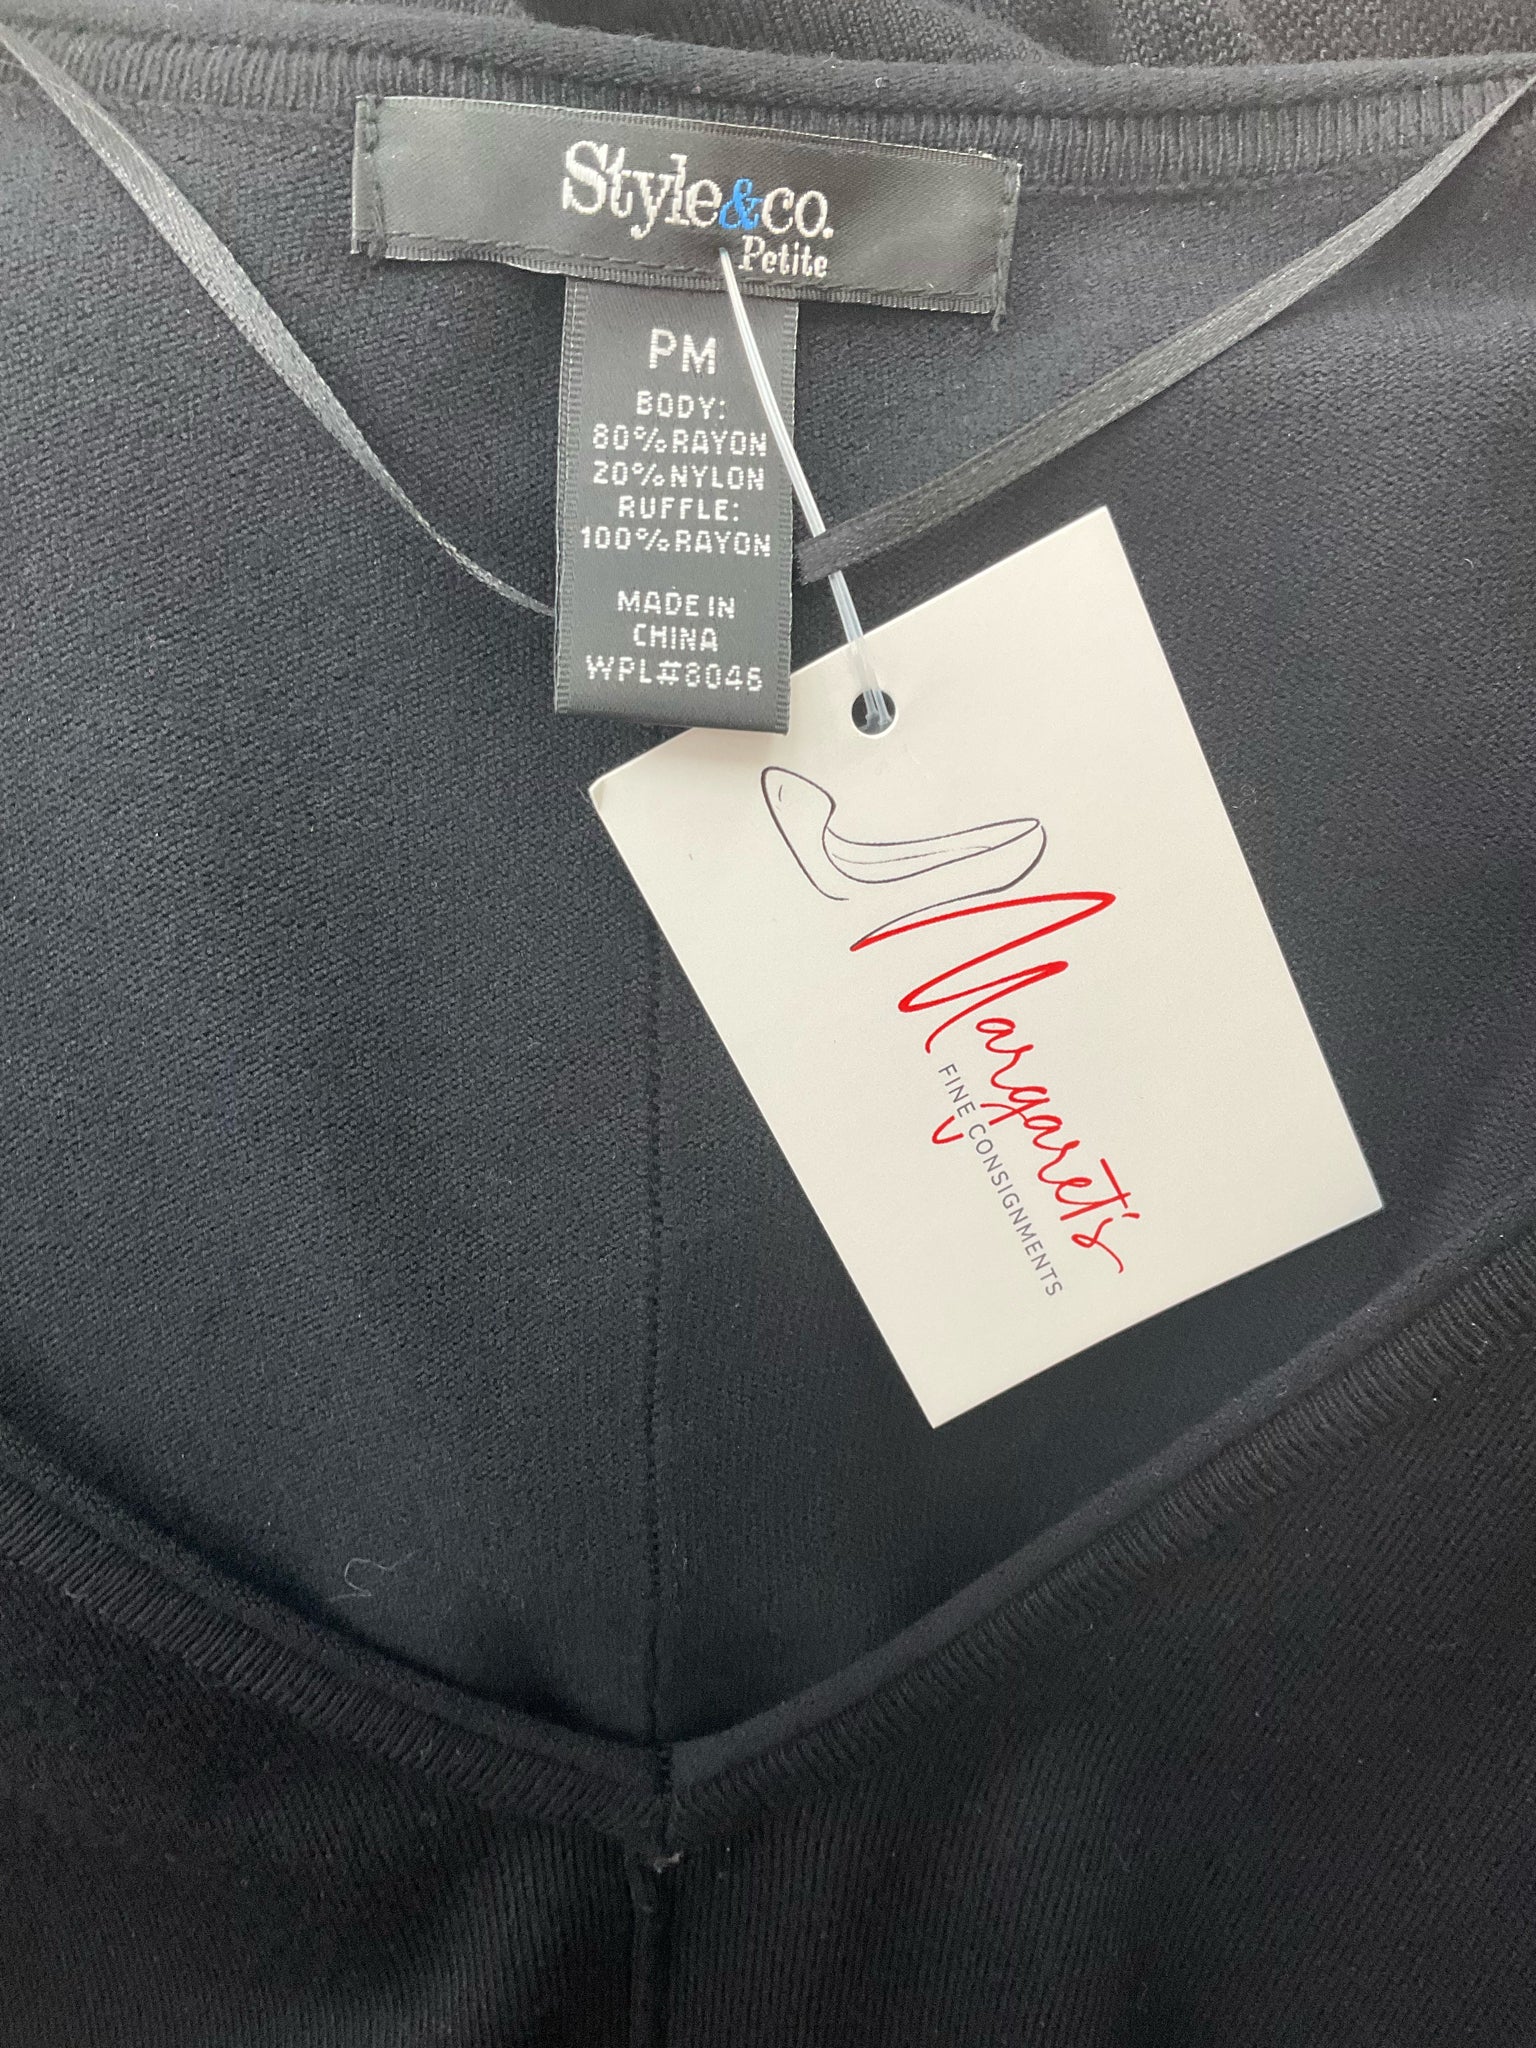 Style&co.
Petite
PM
BODY:
80%RAYON
20%NYLON
RUFFLE:
100%RAYON
MADE IN
CHINA
WPL#8046
Margaret's
FINE CONSIGNMENTS